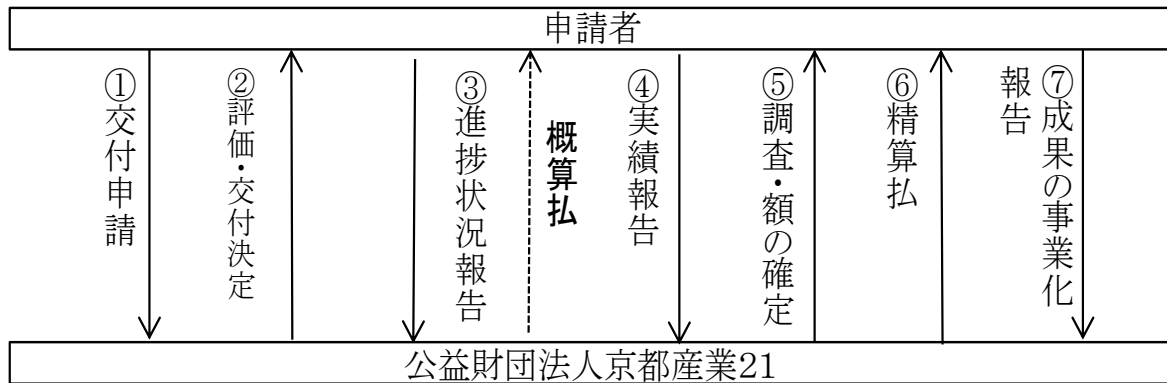 申請者
①交付申請
②評価・交付決定
③進捗状況報告
概算払
④実績報告
⑤調査・額の確定
⑥精算払
⑦成果の事業化
報告
公益財団法人京都産業21